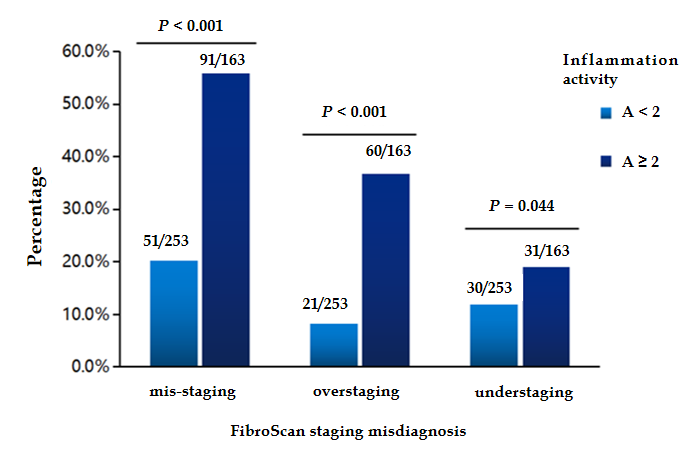 P < 0.001
60.0%
91/163
Inflammation
activity
50.0%
P < 0.001
A < 2
40.0%
60/163
A ≥ 2
Percentage
30.0%
P = 0.044
51/253
31/163
20.0%
21/253
30/253
10.0%
0.0%
mis-staging
overstaging
understaging
FibroScan staging misdiagnosis